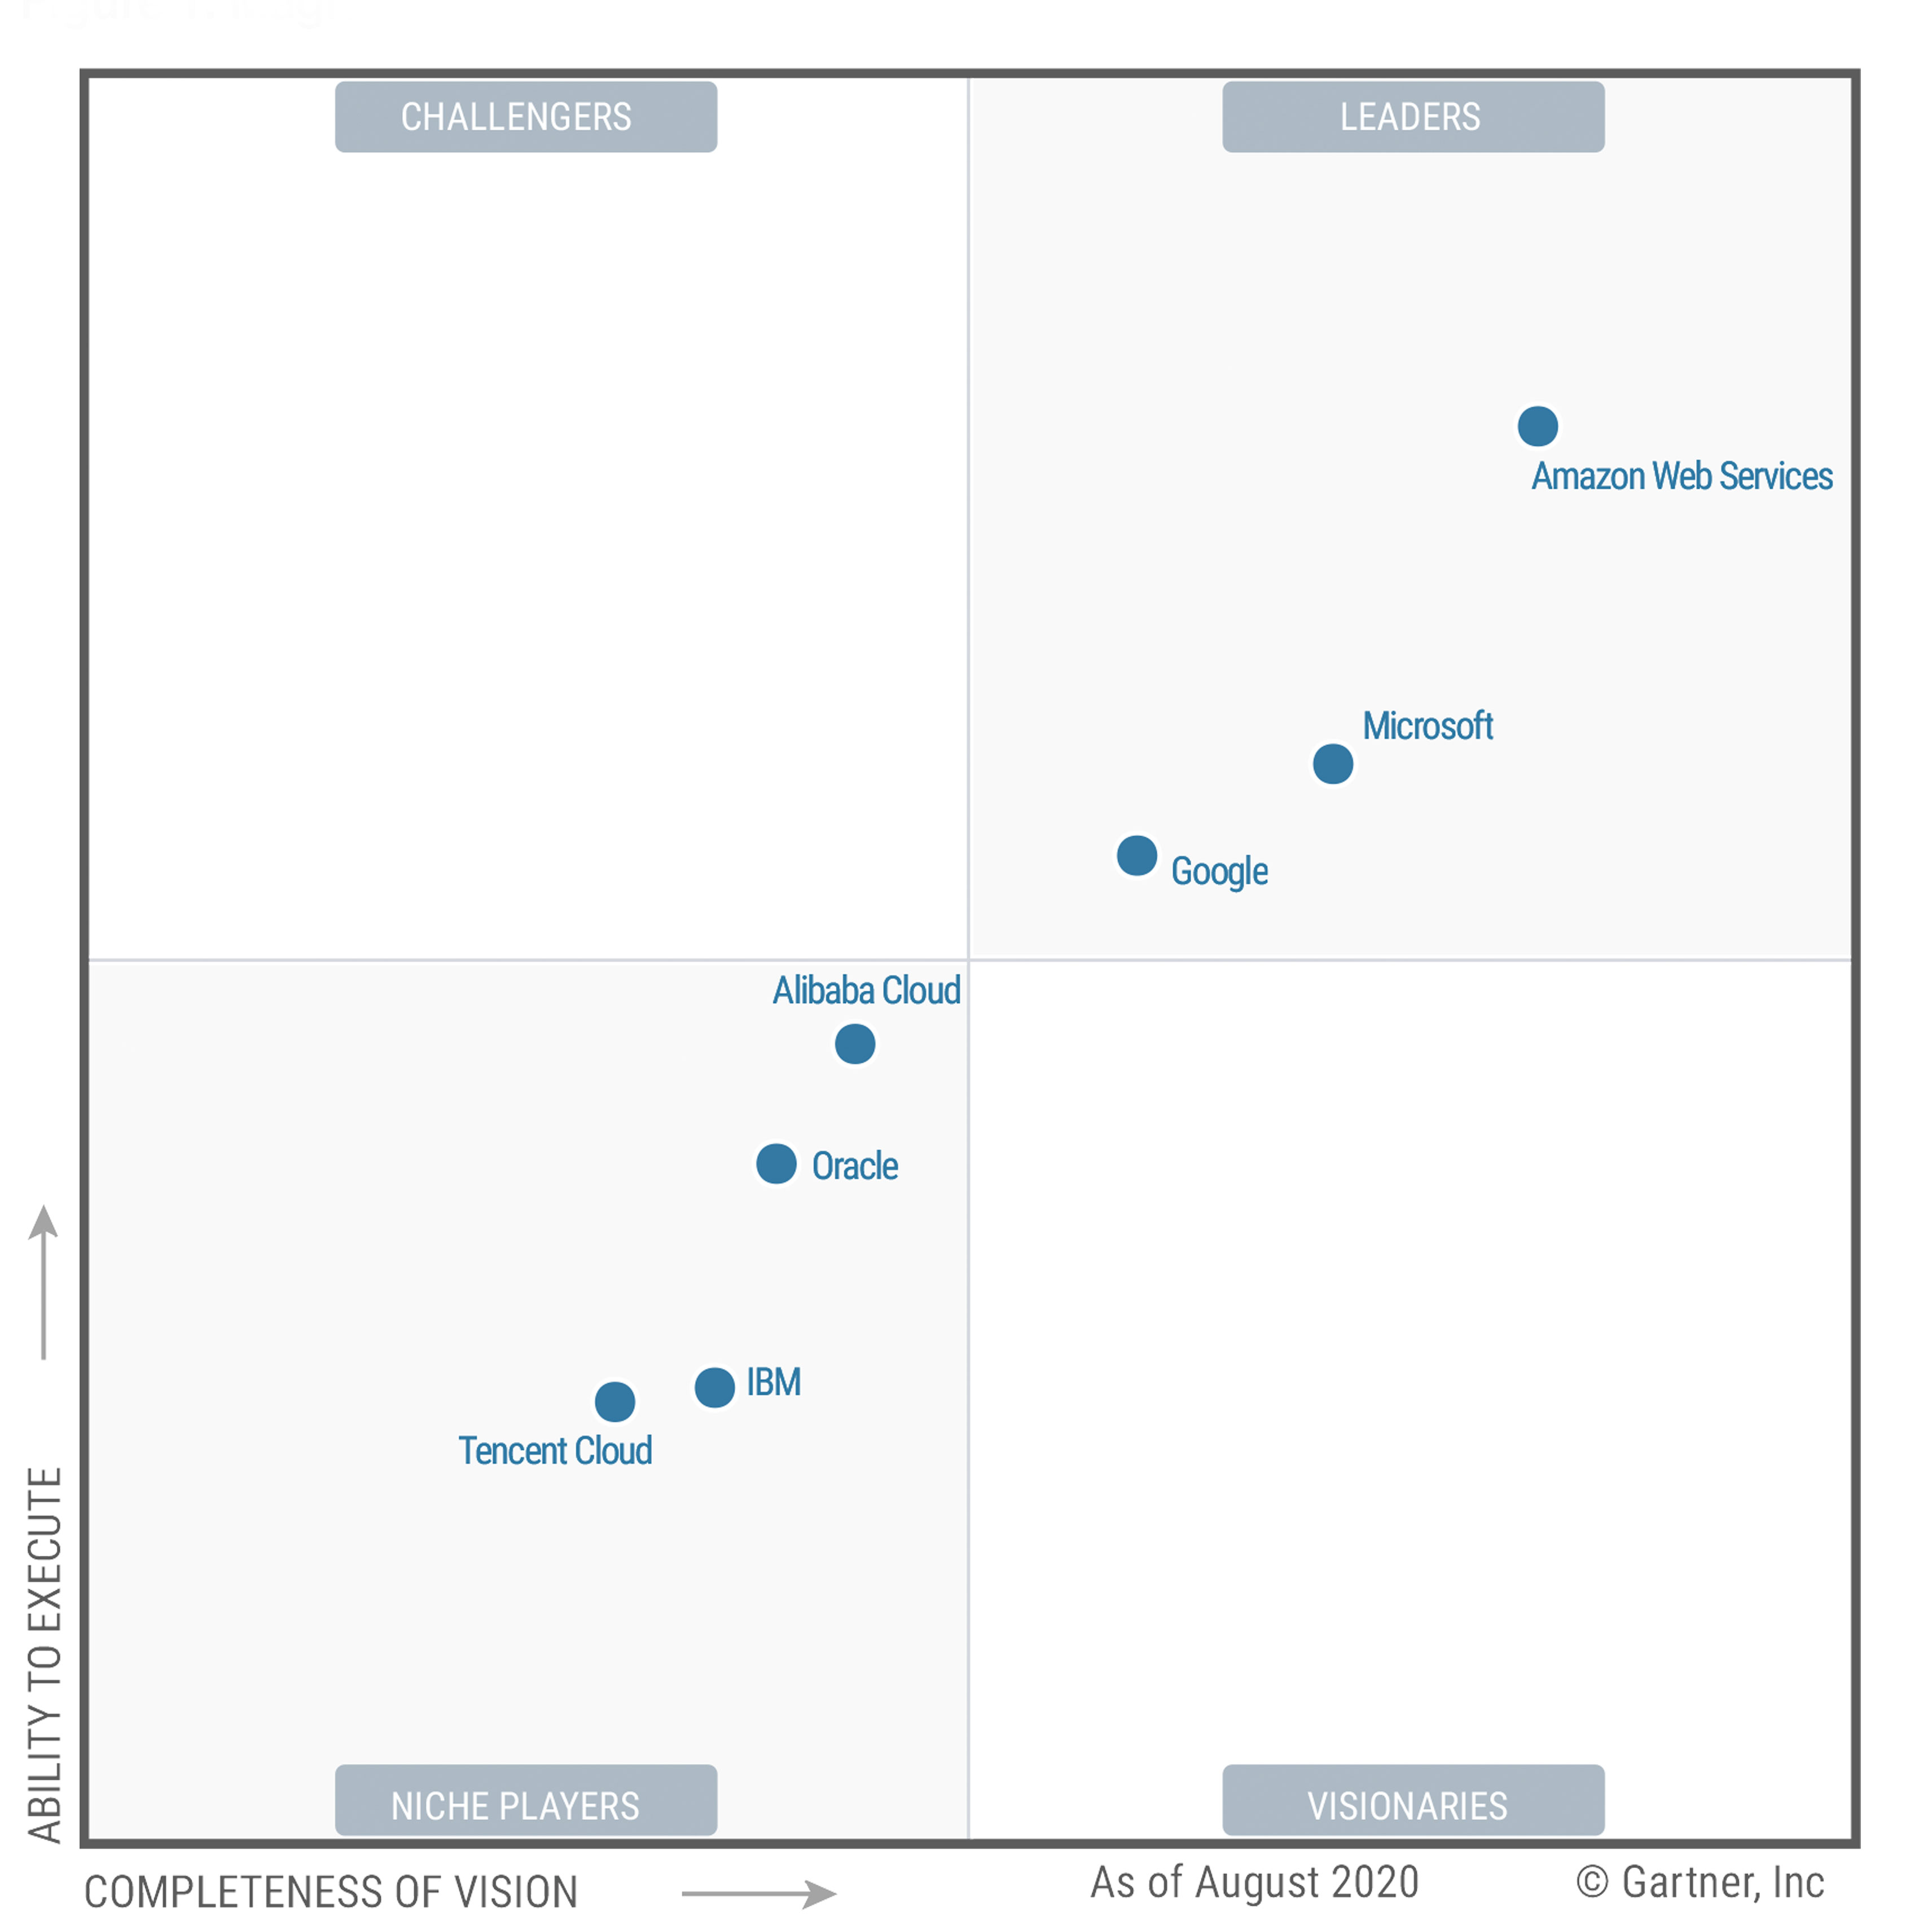 CHALLENGERS
LEADERS
Amazon Web Services
Microsoft
Google
Alibaba Cloud
Oracle
IBM
Tencent Cloud
NICHE PLAYERS
VISIONARIES
ABILITY TO EXECUTE
COMPLETENESS OF VISION
As of August 2020
© Gartner, Inc